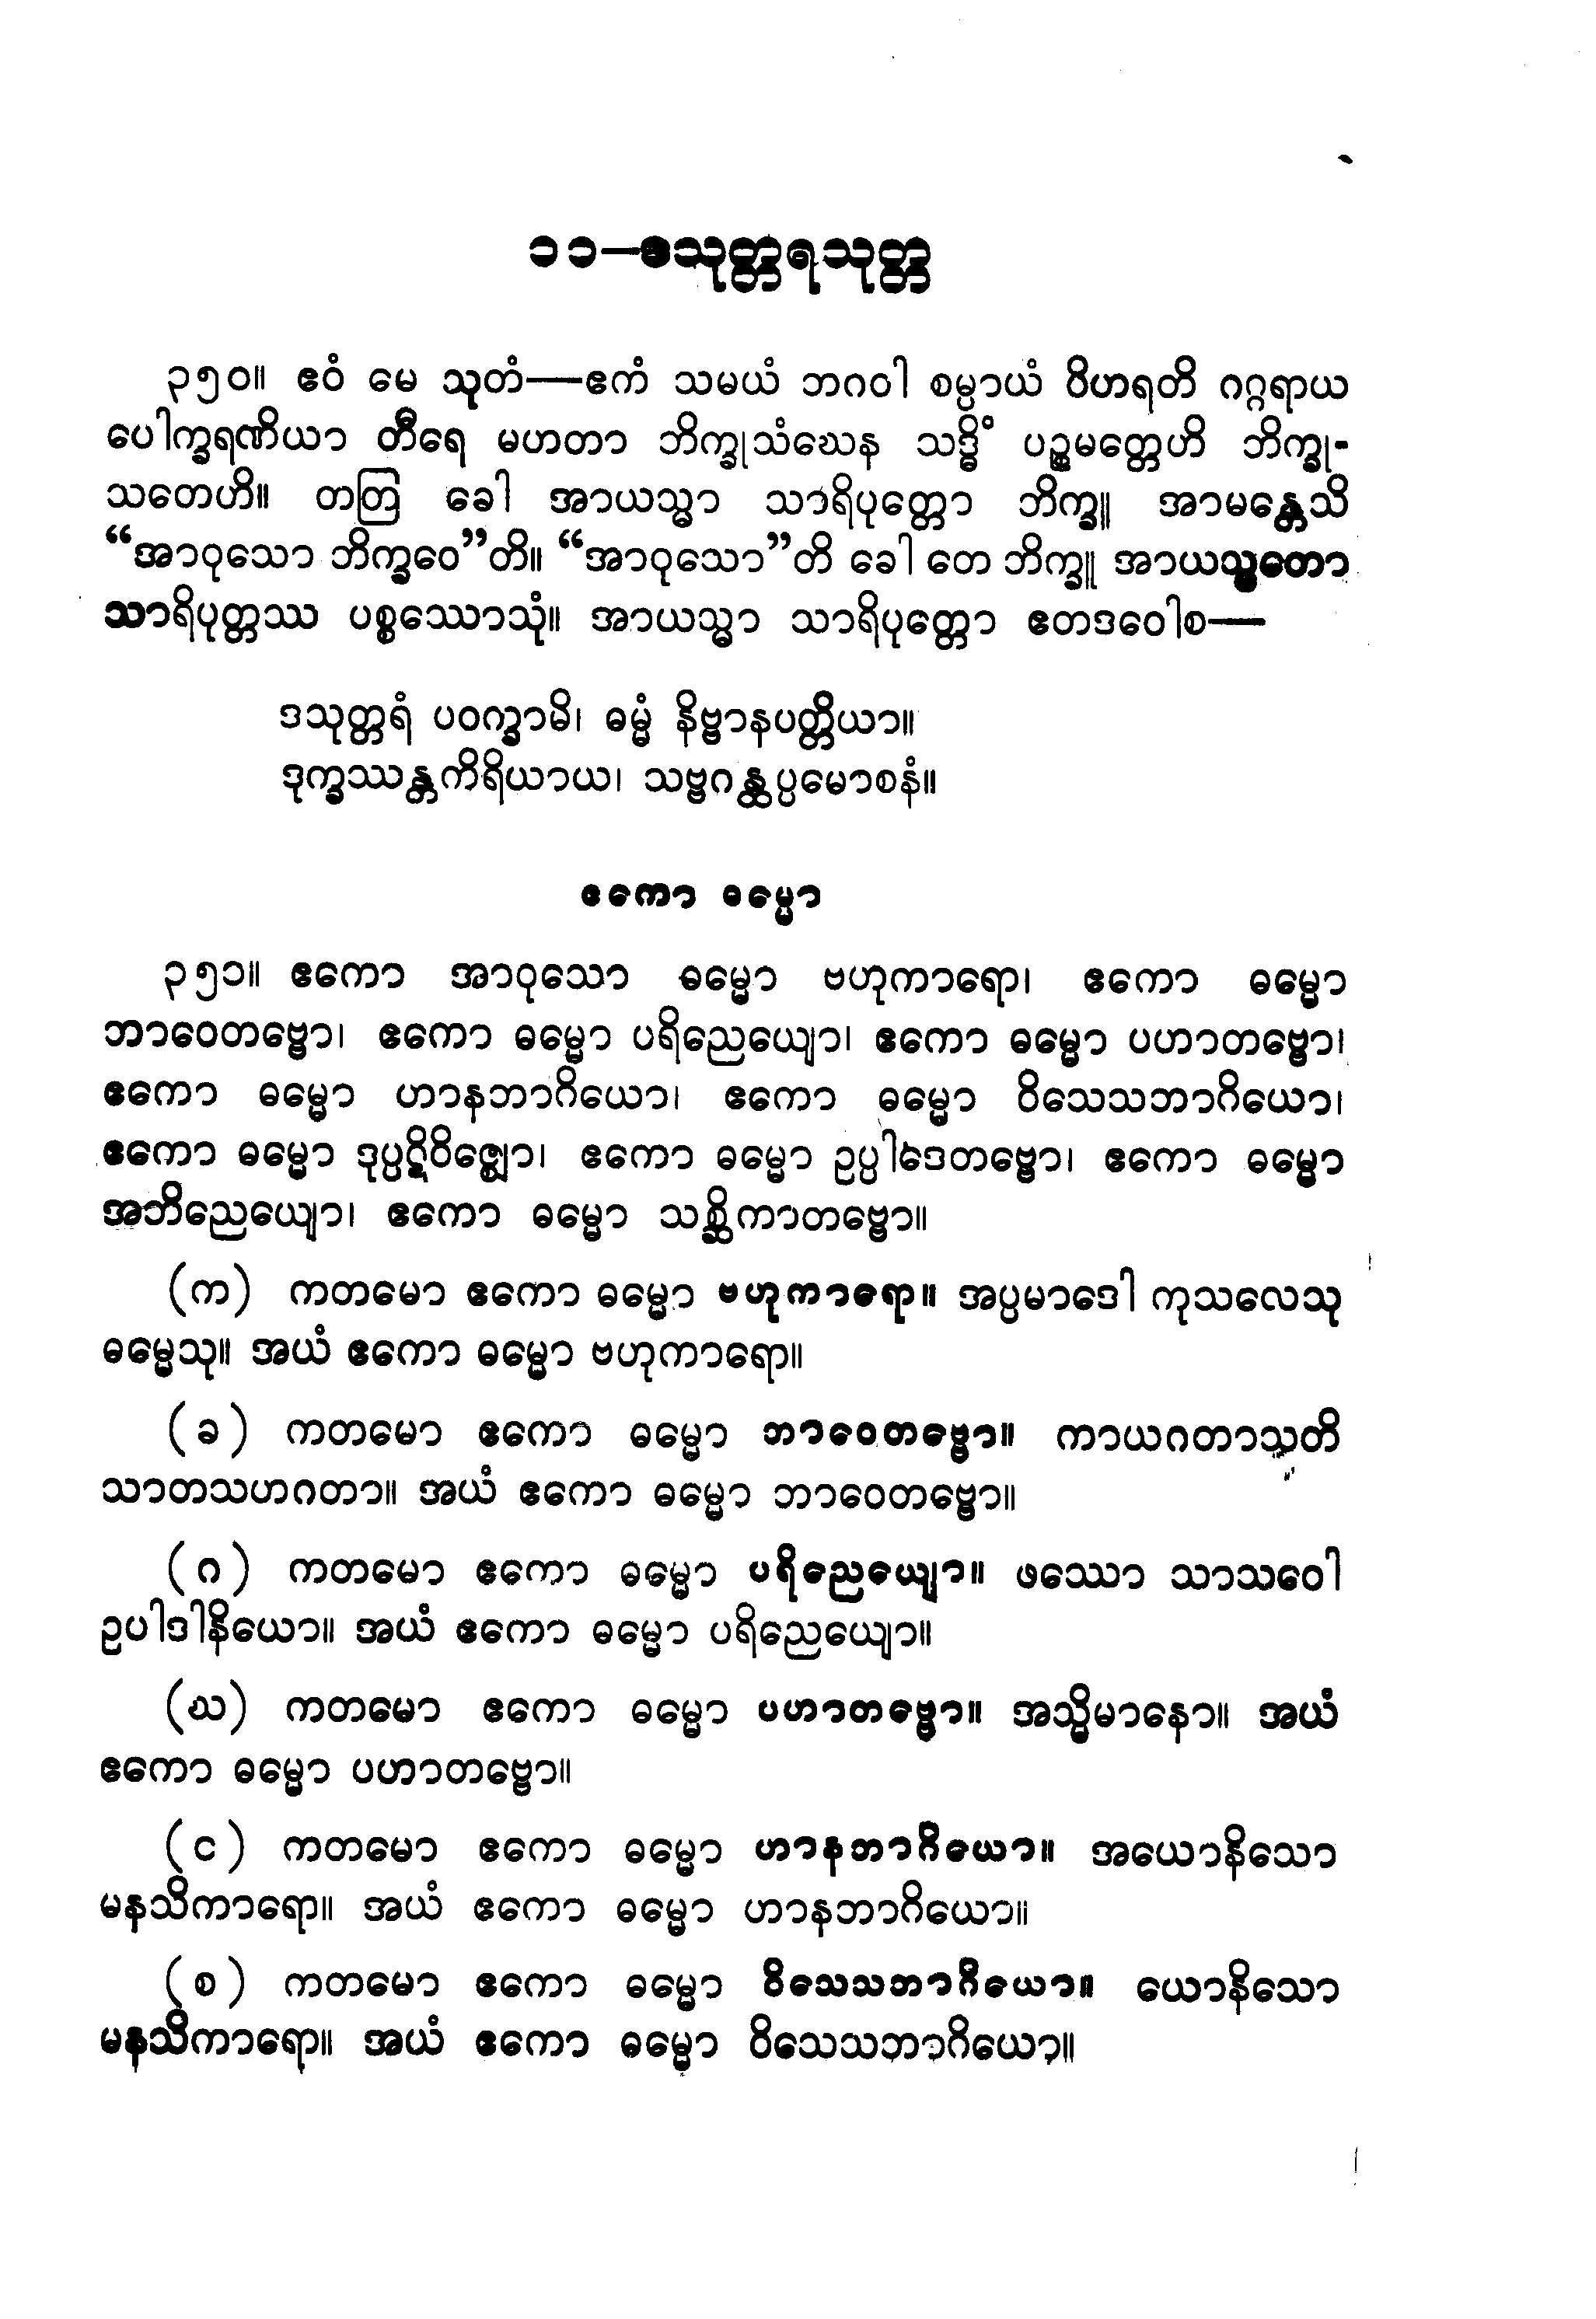 ၁၁—ဒသုတ္တရသုတ္တ
၃၅၀။ ဧဝံ မေ သုတံ—ဧကံ သမယံ ဘဂဝါ စမ္ပာယံ ဝိဟရတိ ဂဂ္ဂရာယ
ပေါက္ခရဏိယာ တီရေ မဟတာ ဘိက္ခုသံဃေန သဒ္ဓိံ ပဉ္စမတ္တေဟိ ဘိက္ခု-
သတေဟိ။ တတြ ခေါ အာယသ္မာ သာရိပုတ္တော ဘိက္ခူ အာမန္တေသိ
“အာဝုသော ဘိက္ခဝေ”တိ။ “အာဝုသော”တိ ခေါ တေ ဘိက္ခူ အာယသ္မတော
သာရိပုတ္တဿ ပစ္စဿောသုံ။ အာယသ္မာ သာရိပုတ္တော ဧတဒဝေါစ—
ဒသုတ္တရံ ပဝက္ခာမိ၊ ဓမ္မံ နိဗ္ဗာနပတ္တိယာ။
ဒုက္ခဿန္တကိရိယာယ၊ သဗ္ဗဂန္ထပ္ပမောစနံ။
ဧကော ဓမ္မော
၃၅၁။ ဧကော အာဝုသော ဓမ္မော ဗဟုကာရော၊ ဧကော ဓမ္မော
ဘာဝေတဗ္ဗော၊ ဧကော ဓမ္မော ပရိညေယျော၊ ဧကော ဓမ္မော ပဟာတဗ္ဗော၊
ဧကော ဓမ္မော ဟာနဘာဂိယော၊ ဧကော ဓမ္မော ဝိသေသဘာဂိယော၊
ဧကော ဓမ္မော ဒုပ္ပဋိဝိဇ္ဈော၊ ဧကော ဓမ္မော ဥပ္ပါဒေတဗ္ဗော၊ ဧကော ဓမ္မော
အဘိညေယျော၊ ဧကော ဓမ္မော သစ္ဆိကာတဗ္ဗော။
(က) ကတမော ဧကော ဓမ္မော ဗဟုကာရော။ အပ္ပမာဒေါ ကုသလေသု
ဓမ္မေသု။ အယံ ဧကော ဓမ္မော ဗဟုကာရော။
(ခ) ကတမော ဧကော ဓမ္မော ဘာဝေတဗ္ဗော။ ကာယဂတာသတိ
သာတသဟဂတာ။ အယံ ဧကော ဓမ္မော ဘာဝေတဗ္ဗော။
(ဂ) ကတမော ဧကော ဓမ္မော ပရိညေယျော။ ဖဿော သာသဝေါ
ဥပါဒါနိယော။ အယံ ဧကော ဓမ္မော ပရိညေယျော။
(ဃ) ကတမော ဧကော ဓမ္မော ပဟာတဗ္ဗော။ အသ္မိမာနော။ အယံ
ဧကော ဓမ္မော ပဟာတဗ္ဗော။
(င) ကတမော ဧကော ဓမ္မော ဟာနဘာဂိယော။ အယောနိသော
မနသိကာရော။ အယံ ဧကော ဓမ္မော ဟာနဘာဂိယော။
(စ) ကတမော ဧကော ဓမ္မော ဝိသေသဘာဂိယော။ ယောနိသော
မနသိကာရော။ အယံ ဧကော ဓမ္မော ဝိသေသဘာဂိယော။